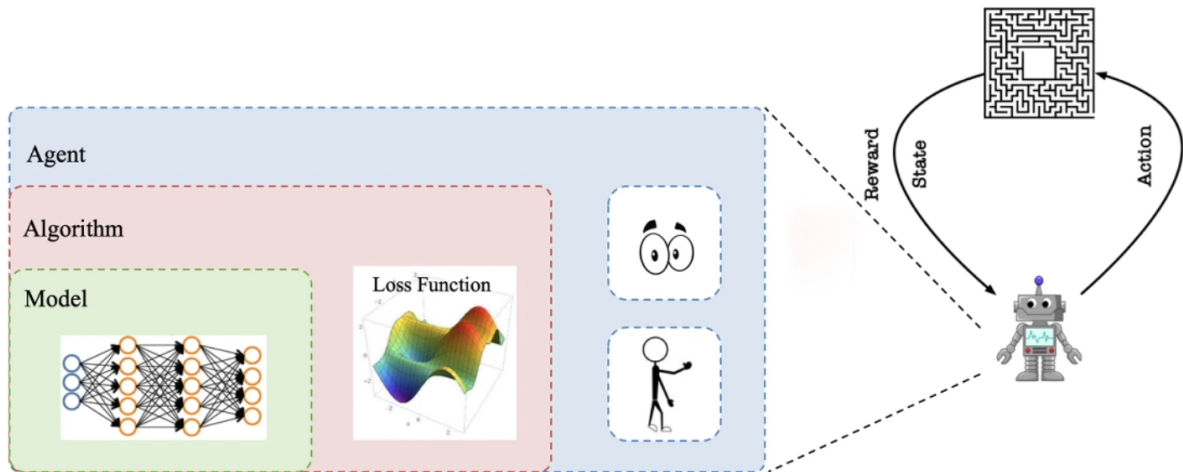 Agent
Algorithm
Model
Loss Function
Reward
State
Action